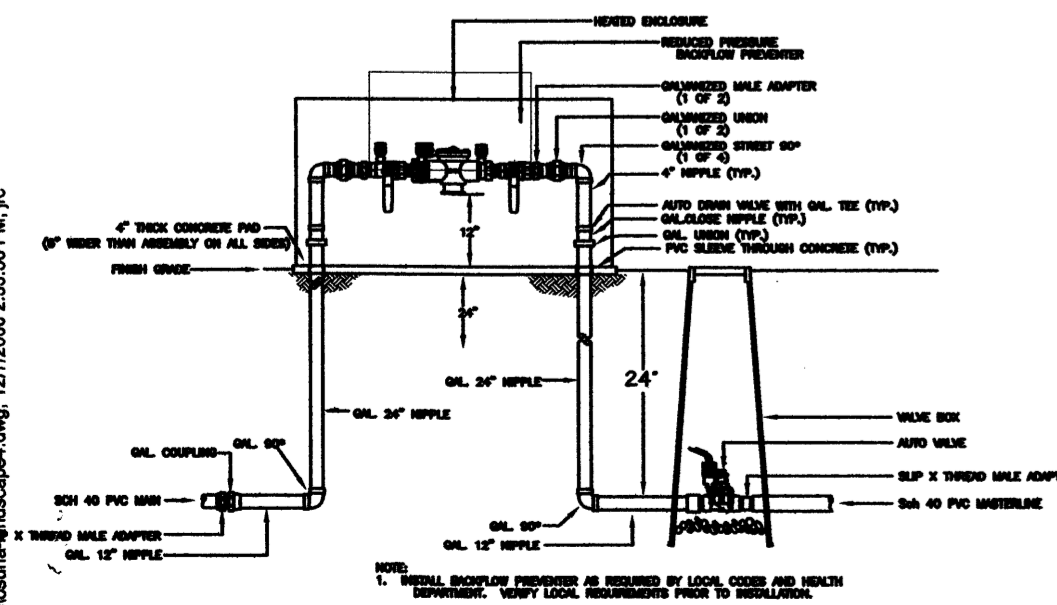 HEATED ENCLOSURE
REDUCED PRESSURE
BACKFLOW PREVENTER
GALVANIZED MALE ADAPTER
(1 OF 2)
GALVANIZED UNION
(1 OF 2)
GALVANIZED STREET 90°
(1 OF 4)
4" NIPPLE (TYP.)
AUTO DRAIN VALVE WITH GAL. TEE (TYP.)
GAL.CLOSE NIPPLE (TYP.)
GAL. UNION (TYP.)
PVC SLEEVE THROUGH CONCRETE (TYP.)
4" THICK CONCRETE PAD
WIDER THAN ASSEMBLY ON ALL SIDES)
FINISH GRADE
12"
24"
24"
GAL. 24" NIPPLE
GAL. 24" NIPPLE
GAL. COUPLING
GAL. 90°
SCH 40 PVC MAIN
X THREAD MALE ADAPTER
GAL. 12" NIPPLE
GAL. 90°
GAL. 12" NIPPLE
VALVE BOX
AUTO VALVE
SLIP X THREAD MALE ADAPT
Sch 40 PVC MASTERLINE
NOTE:
1. INSTALL BACKFLOW PREVENTER AS REQUIRED BY LOCAL CODES AND HEALTH
DEPARTMENT. VERIFY LOCAL REQUIREMENTS PRIOR TO INSTALLATION.